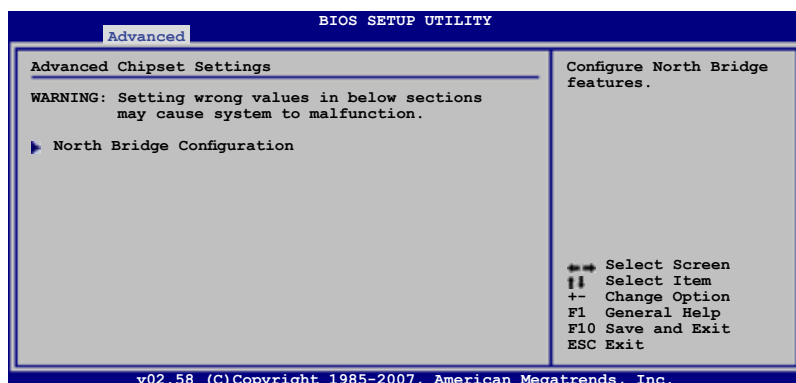 BIOS SETUP UTILITY
Advanced
Advanced Chipset Settings
WARNING: Setting wrong values in below sections
may cause system to malfunction.
North Bridge Configuration
Configure North Bridge
features.
Select Screen
Select Item
+- Change Option
F1 General Help
F10 Save and Exit
ESC Exit
v02.58 (C)Copyright 1985-2007, American Megatrends, Inc.